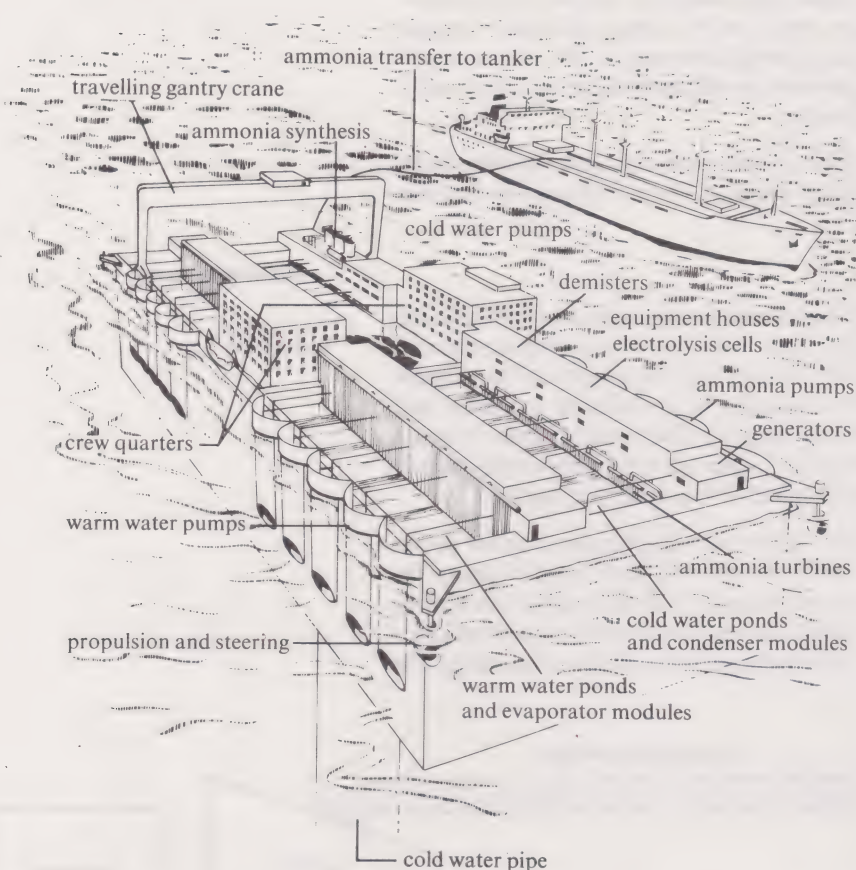 ammonia transfer to tanker
travelling gantry crane
ammonia synthesis
cold water pumps
demisters
equipment houses
electrolysis cells
ammonia pumps
generators
crew quarters
warm water pumps
ammonia turbines
cold water ponds
and condenser modules
propulsion and steering
warm water ponds
and evaporator modules
cold water pipe